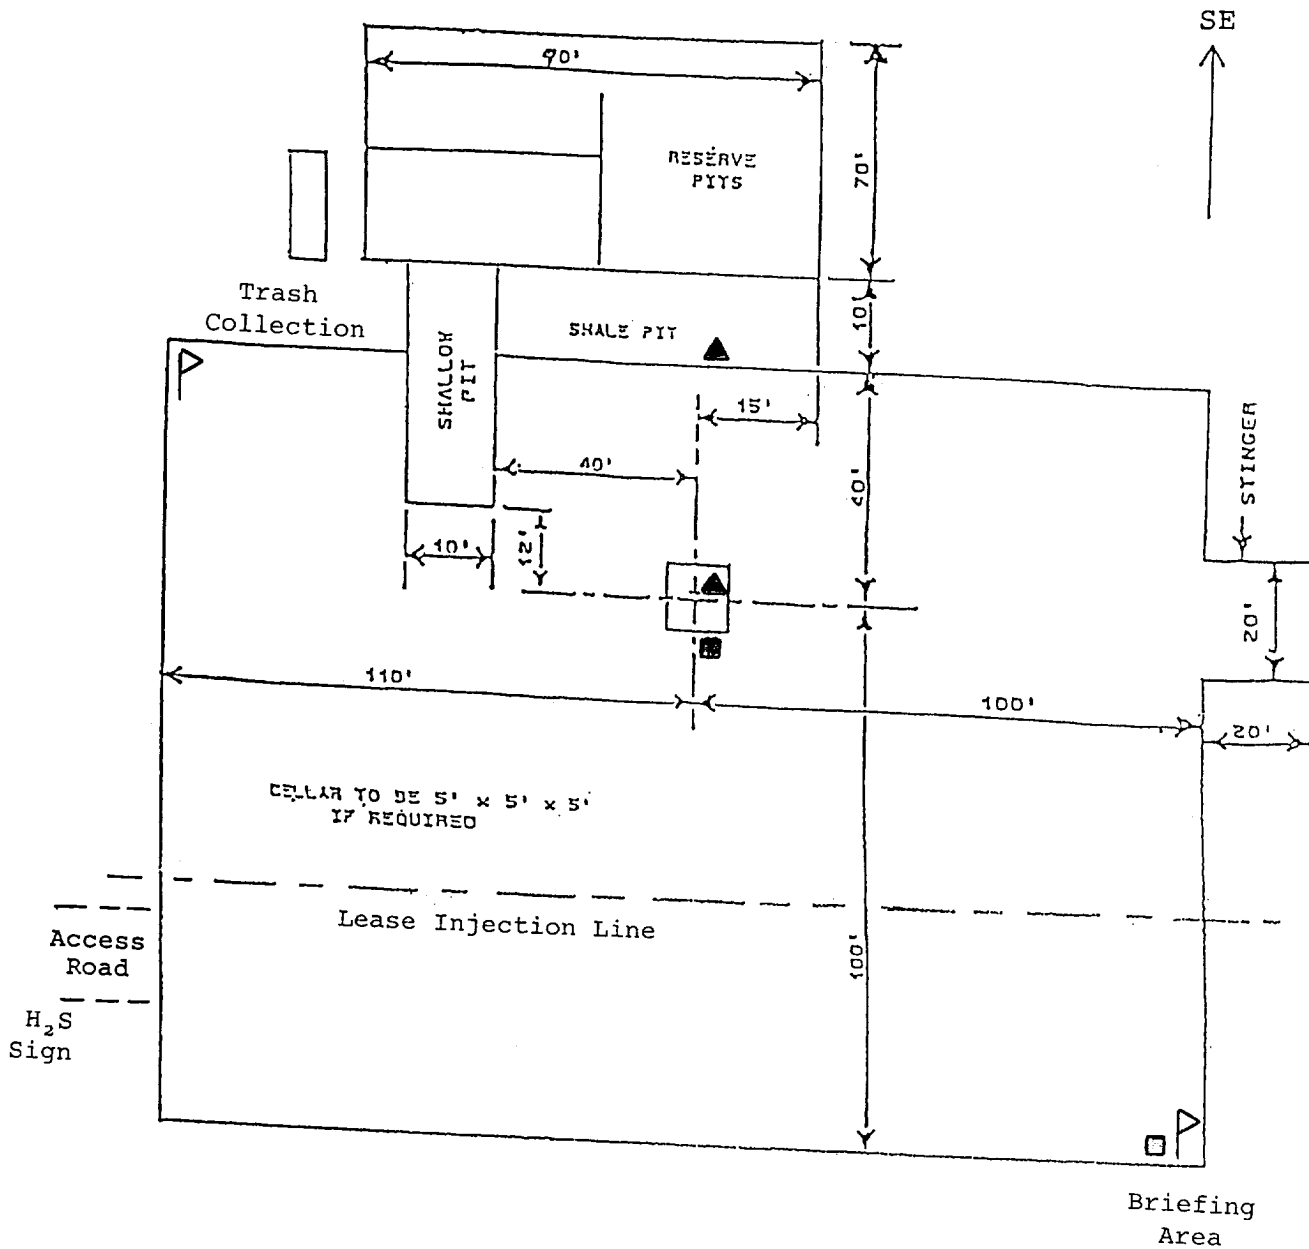 SE
90'
RESERVE
PITS
70'
Trash
Collection
10'
SHALE PIT
SHALLOW
PIT
15'
STINGER
40'
40'
10'
12'
20'
110'
100'
20'
CELLAR TO BE 5' x 5' x 5'
IF REQUIRED
Lease Injection Line
Access
Road
100'
H₂S
Sign
Briefing
Area